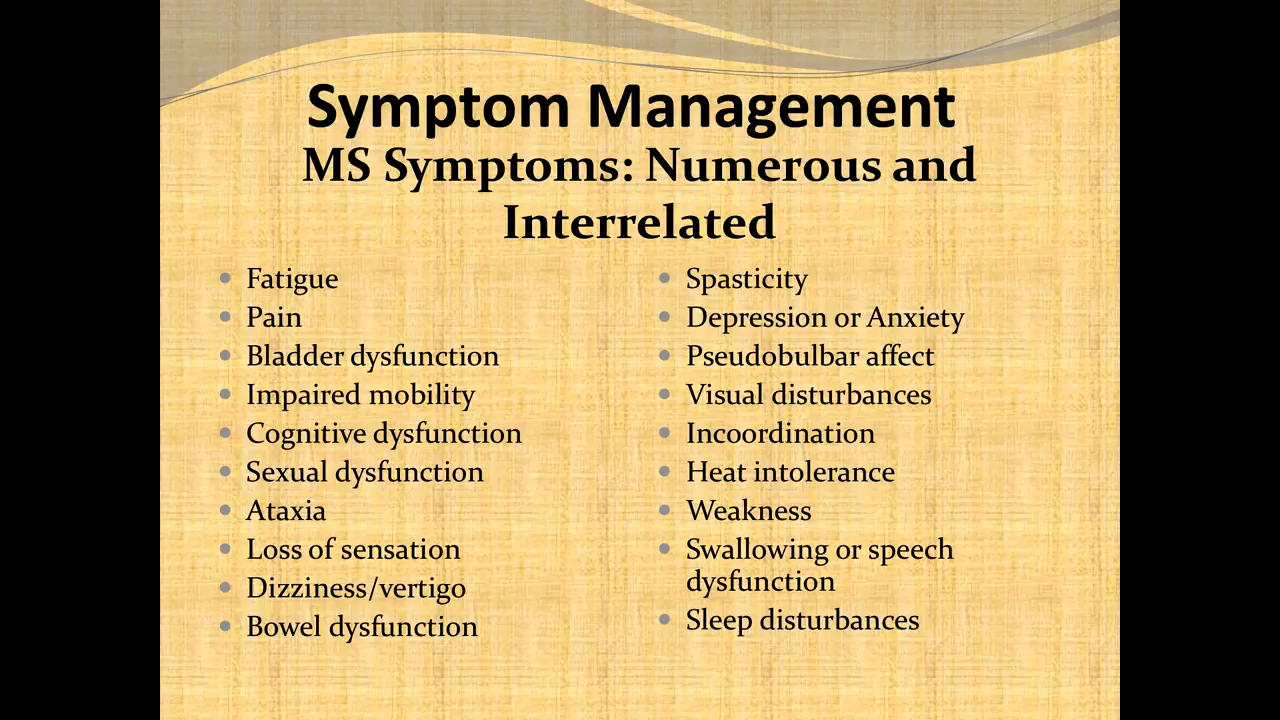 Symptom Management
MS Symptoms: Numerous and
Interrelated
Fatigue
Pain
Bladder dysfunction
Impaired mobility
Cognitive dysfunction
Sexual dysfunction
Ataxia
Loss of sensation
Dizziness/vertigo
Bowel dysfunction
Spasticity
Depression or Anxiety
Pseudobulbar affect
Visual disturbances
Incoordination
Heat intolerance
Weakness
Swallowing or speech
dysfunction
Sleep disturbances